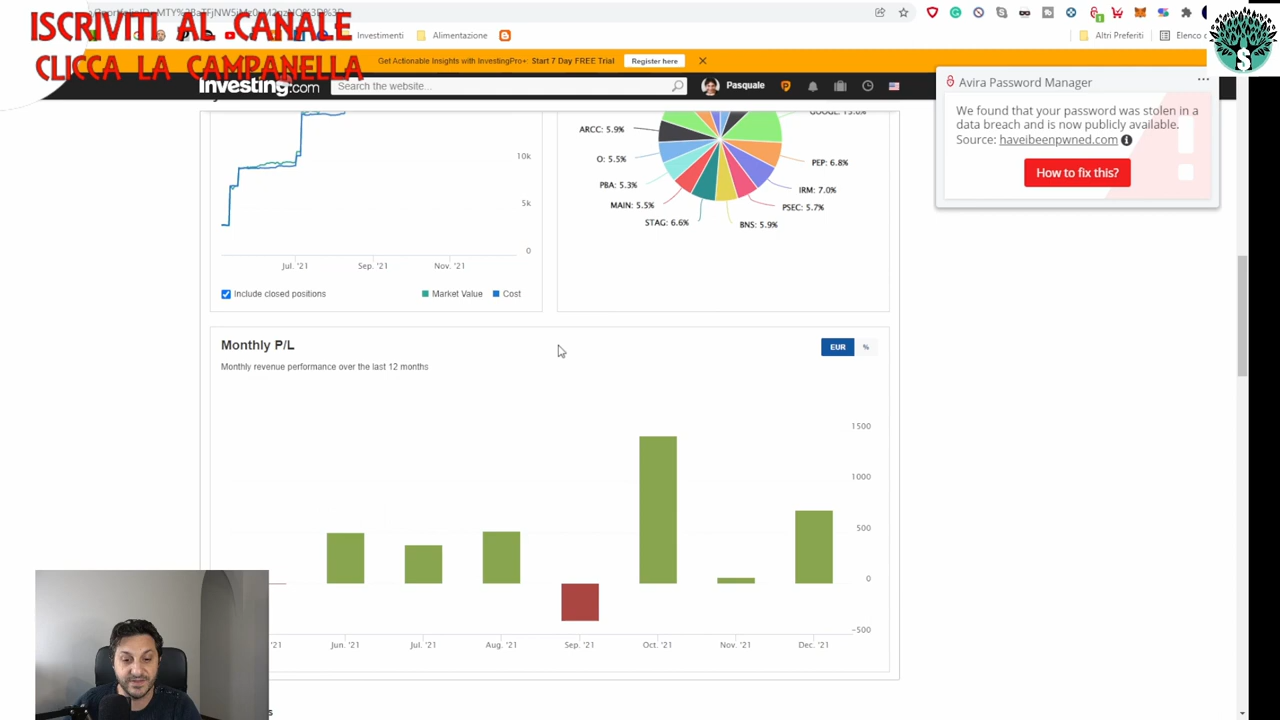 ISCRIVITI AL CANALE
CLICCA LA CAMPANELLA
Investimenti
Alimentazione
Altri Preferiti
Elenco
Get Actionable Insights with InvestingPro+: Start 7 Day FREE Trial
Register here
Investing.com
Search the website...
Pasquale
Avira Password Manager
We found that your password was stolen in a
data breach and is now publicly available.
Source: haveibeenpwned.com
How to fix this?
10k
5k
0
Jul. '21
Sep. '21
Nov. '21
Include closed positions
Market Value
Cost
ARCC: 5.9%
O: 5.5%
PBA: 5.3%
MAIN: 5.5%
STAG: 6.6%
BNS: 5.9%
PSEC: 5.7%
IRM: 7.0%
PEP: 6.8%
Monthly P/L
EUR
%
Monthly revenue performance over the last 12 months
1500
1000
500
0
-500
'21
Jun. '21
Jul. '21
Aug. '21
Sep. '21
Oct. '21
Nov. '21
Dec. '21